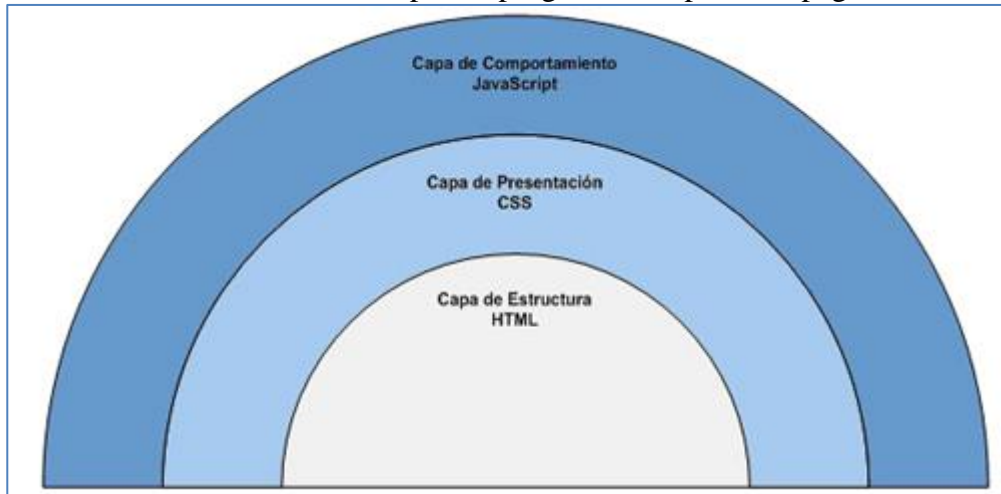 Capa de Comportamiento
JavaScript
Capa de Presentación
CSS
Capa de Estructura
HTML